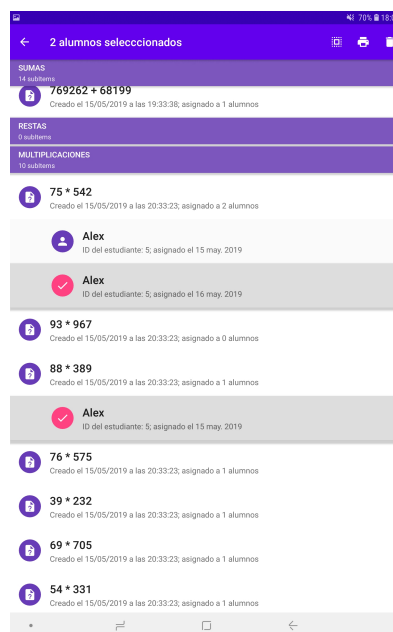 70% 18:0
2 alumnos selecccionados
SUMAS
14 subitems
769262 + 68199
Creado el 15/05/2019 a las 19:33:38; asignado a 1 alumnos
RESTAS
0 subitems
MULTIPLICACIONES
10 subitems
75 * 542
Creado el 15/05/2019 a las 20:33:23; asignado a 2 alumnos
Alex
ID del estudiante: 5; asignado el 15 may. 2019
Alex
ID del estudiante: 5; asignado el 16 may. 2019
93 * 967
Creado el 15/05/2019 a las 20:33:23; asignado a 0 alumnos
88 * 389
Creado el 15/05/2019 a las 20:33:23; asignado a 1 alumnos
Alex
ID del estudiante: 5; asignado el 15 may. 2019
76 * 575
Creado el 15/05/2019 a las 20:33:23; asignado a 1 alumnos
39 * 232
Creado el 15/05/2019 a las 20:33:23; asignado a 1 alumnos
69 * 705
Creado el 15/05/2019 a las 20:33:23; asignado a 1 alumnos
54 * 331
Creado el 15/05/2019 a las 20:33:23; asignado a 1 alumnos